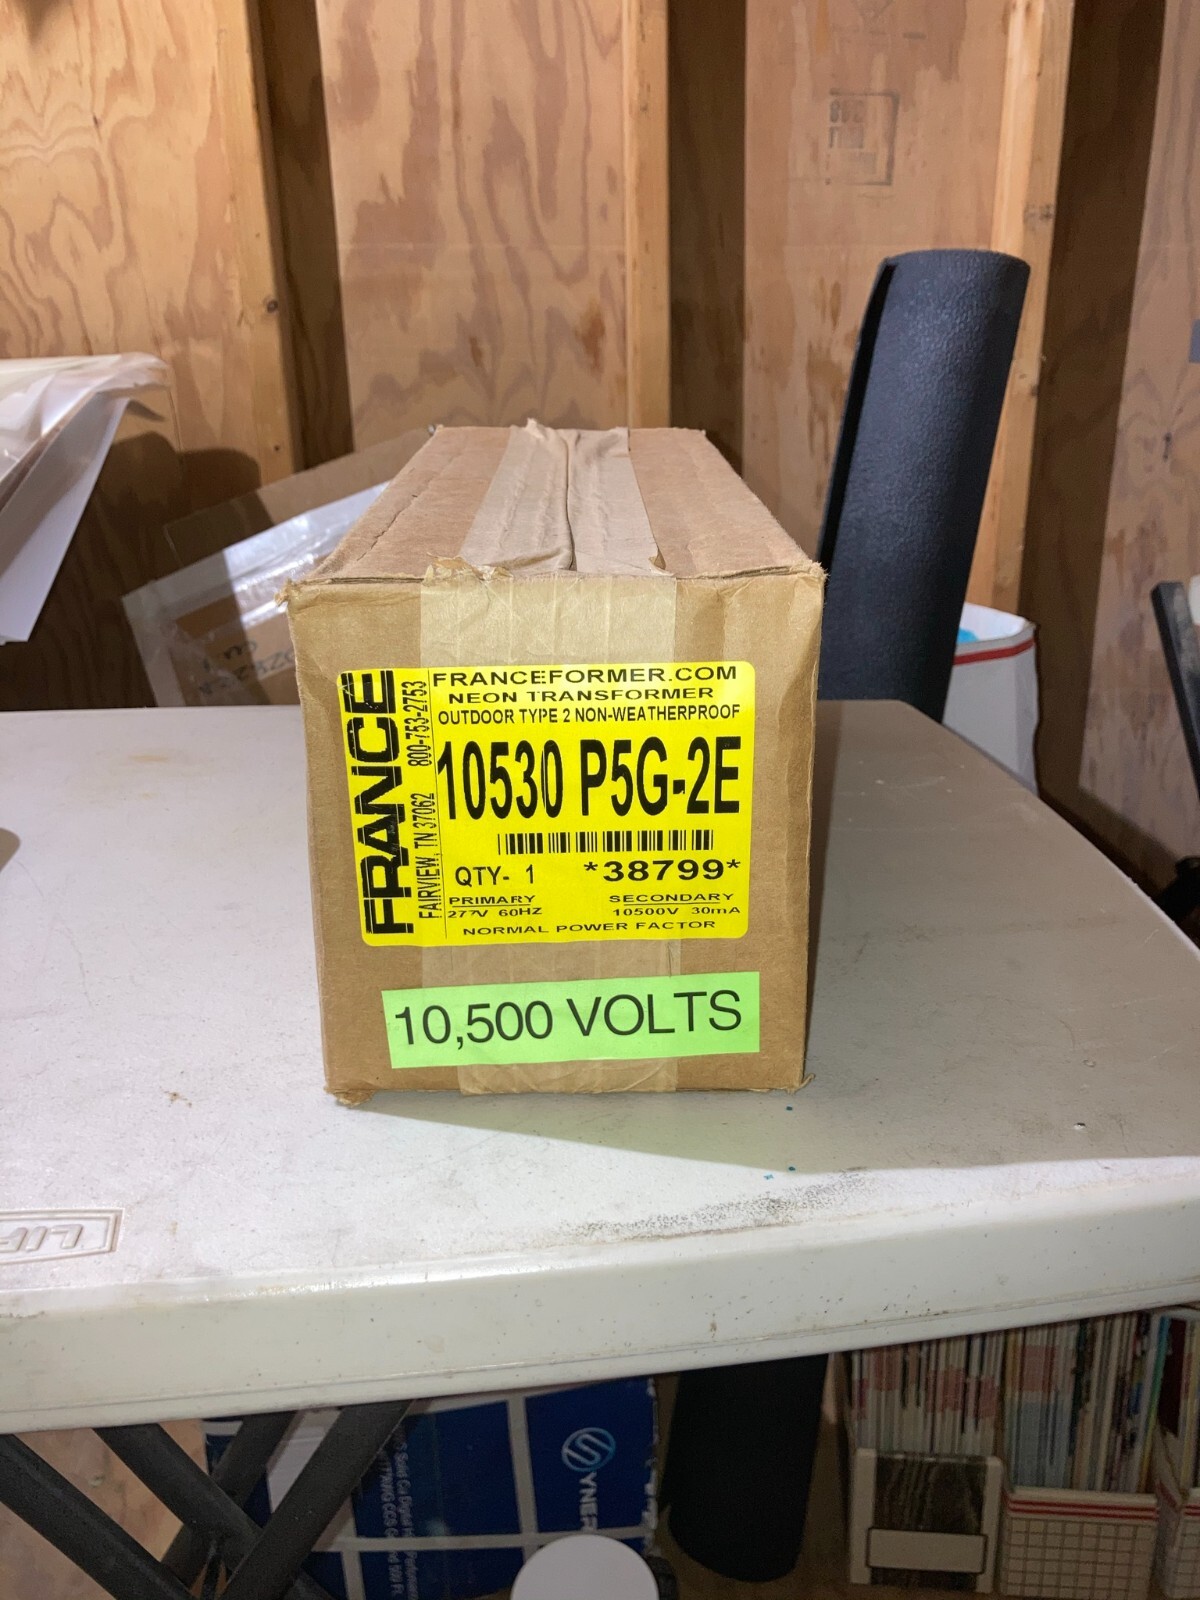 FRANCE
FAIRVIEW, TN 37062 800-753-2753
FRANCEFORMER.COM
NEON TRANSFORMER
OUTDOOR TYPE 2 NON-WEATHERPROOF
10530 P5G-2E
QTY- 1 *38799*
PRIMARY SECONDARY
277V 60HZ 10500V 30mA
NORMAL POWER FACTOR
10,500 VOLTS